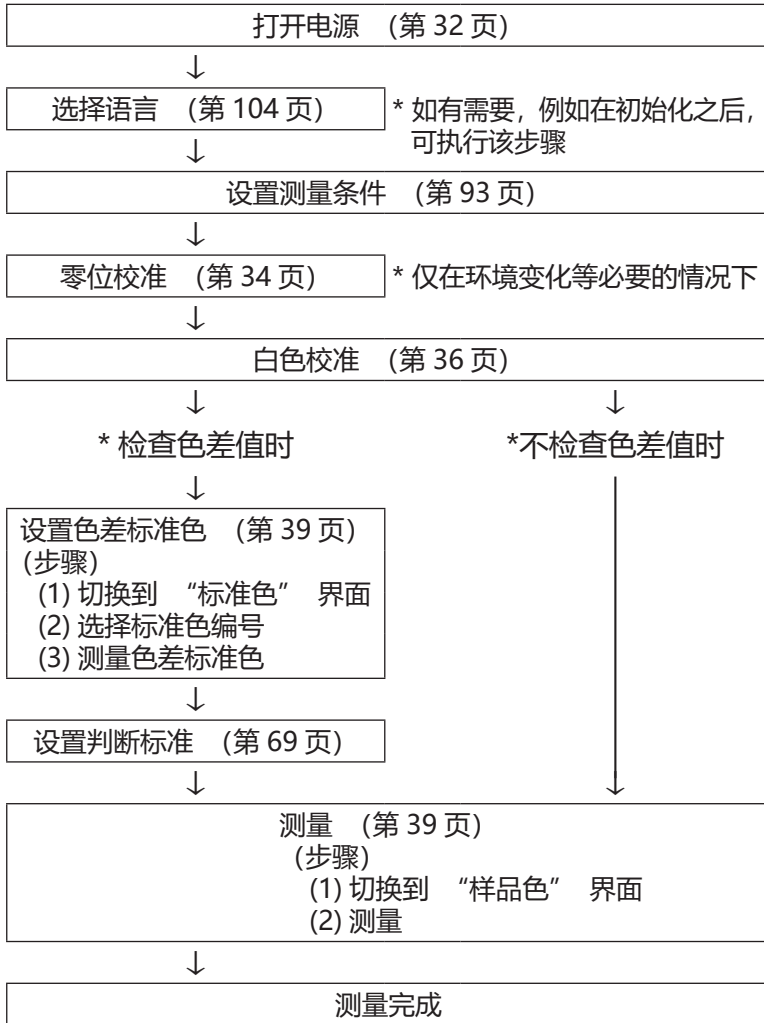 打开电源 (第 32 页)
↓
选择语言 (第 104 页)
* 如有需要，例如在初始化之后，
可执行该步骤
↓
设置测量条件 (第 93 页)
↓
零位校准 (第 34 页)
* 仅在环境变化等必要的情况下
↓
白色校准 (第 36 页)
↓ ↓
* 检查色差值时
*不检查色差值时
↓
设置色差标准色 (第 39 页)
(步骤)
(1) 切换到 “标准色” 界面
(2) 选择标准色编号
(3) 测量色差标准色
↓
设置判断标准 (第 69 页)
↓ ↓
测量 (第 39 页)
(步骤)
(1) 切换到 “样品色” 界面
(2) 测量
↓
测量完成